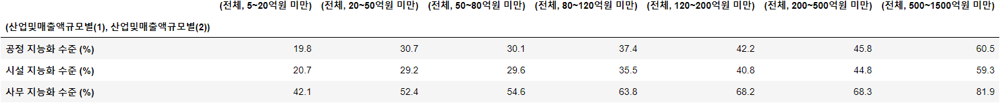 (전체, 5~20억원 미만) (전체, 20~50억원 미만) (전체, 50~80억원 미만) (전체, 80~120억원 미만) (전체, 120~200억원 미만) (전체, 200~500억원 미만) (전체, 500~1500억원 미만)
(산업및매출액규모별(1), 산업및매출액규모별(2))
공정 지능화 수준 (%) 19.8 30.7 30.1 37.4 42.2 45.8 60.5
시설 지능화 수준 (%) 20.7 29.2 29.6 35.5 40.8 44.8 59.3
사무 지능화 수준 (%) 42.1 52.4 54.6 63.8 68.2 68.3 81.9